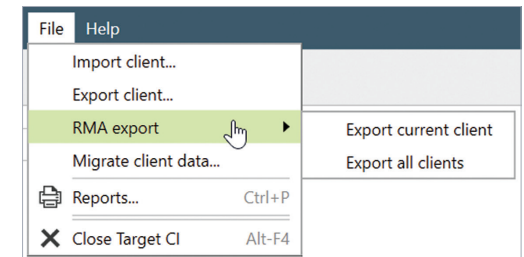 File Help
Import client...
Export client...
RMA export
Export current client
Export all clients
Migrate client data...
Reports... Ctrl+P
Close Target CI Alt-F4